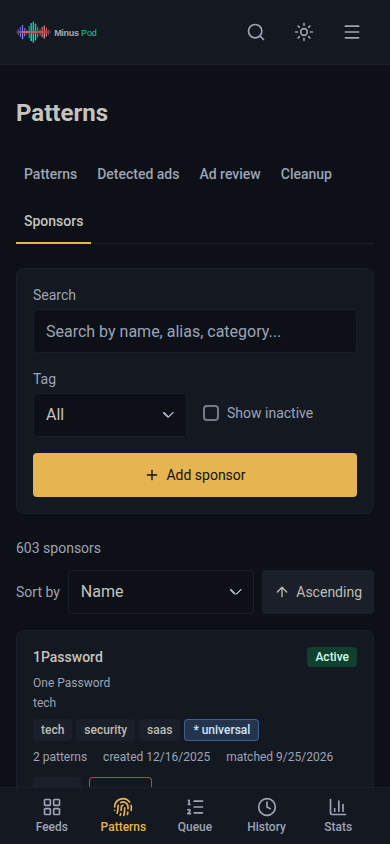 Minus Pod
Patterns
Patterns Detected ads Ad review Cleanup
Sponsors
Search
Search by name, alias, category...
Tag
All Show inactive
+ Add sponsor
603 sponsors
Sort by Name ↑ Ascending
1Password Active
One Password
tech
tech security saas * universal
2 patterns created 12/16/2025 matched 9/25/2026
Feeds Patterns Queue History Stats